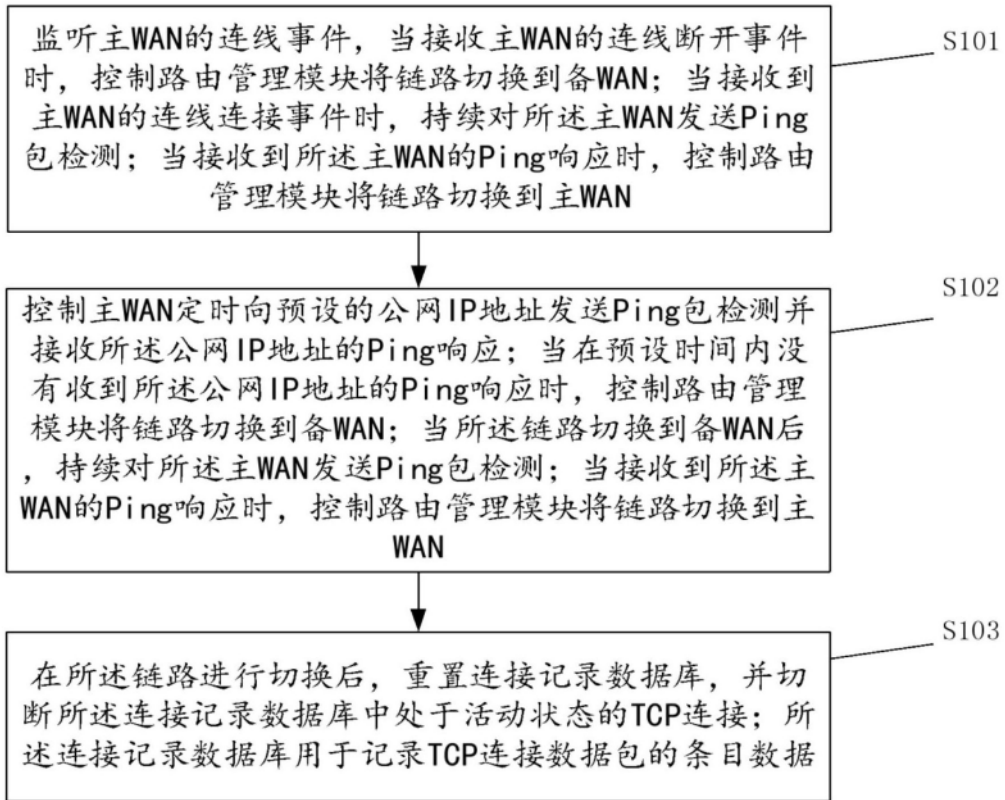 监听主WAN的连线事件，当接收主WAN的连线断开事件
时，控制路由管理模块将链路切换到备WAN；当接收到
主WAN的连线连接事件时，持续对所述主WAN发送Ping
包检测；当接收到所述主WAN的Ping响应时，控制路由
管理模块将链路切换到主WAN
S101
控制主WAN定时向预设的公网IP地址发送Ping包检测并
接收所述公网IP地址的Ping响应；当在预设时间内没
有收到所述公网IP地址的Ping响应时，控制路由管理
模块将链路切换到备WAN；当所述链路切换到备WAN后
，持续对所述主WAN发送Ping包检测；当接收到所述主
WAN的Ping响应时，控制路由管理模块将链路切换到主
WAN
S102
在所述链路进行切换后，重置连接记录数据库，并切
断所述连接记录数据库中处于活动状态的TCP连接；所
述连接记录数据库用于记录TCP连接数据包的条目数据
S103